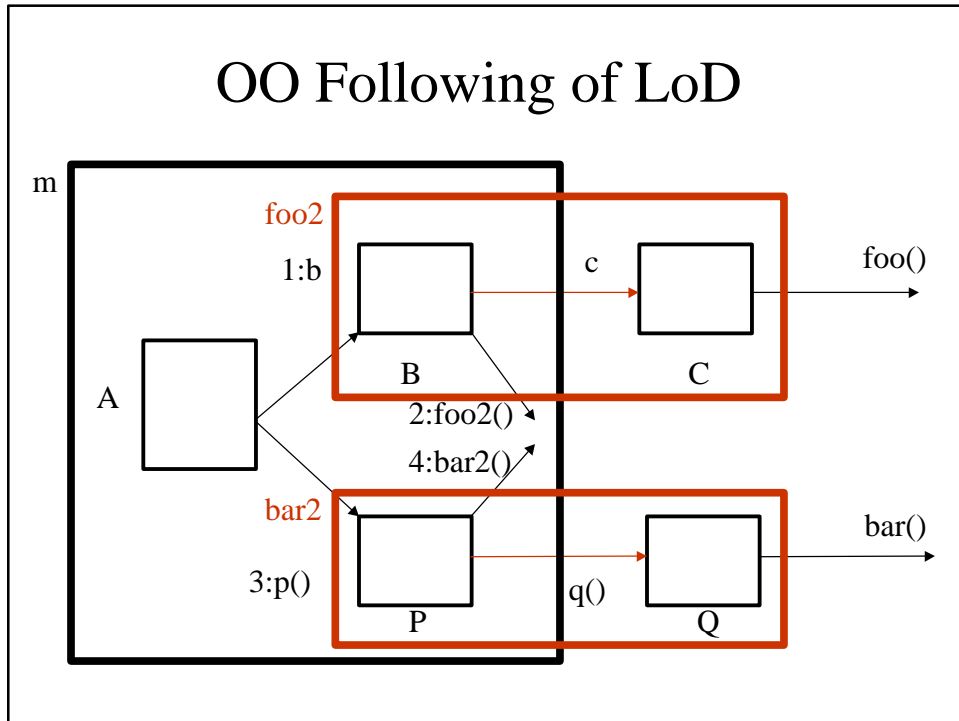 OO Following of LoD
m
foo2
1:b
c
foo()
A
B
C
2:foo2()
4:bar2()
bar2
bar()
3:p()
q()
P
Q